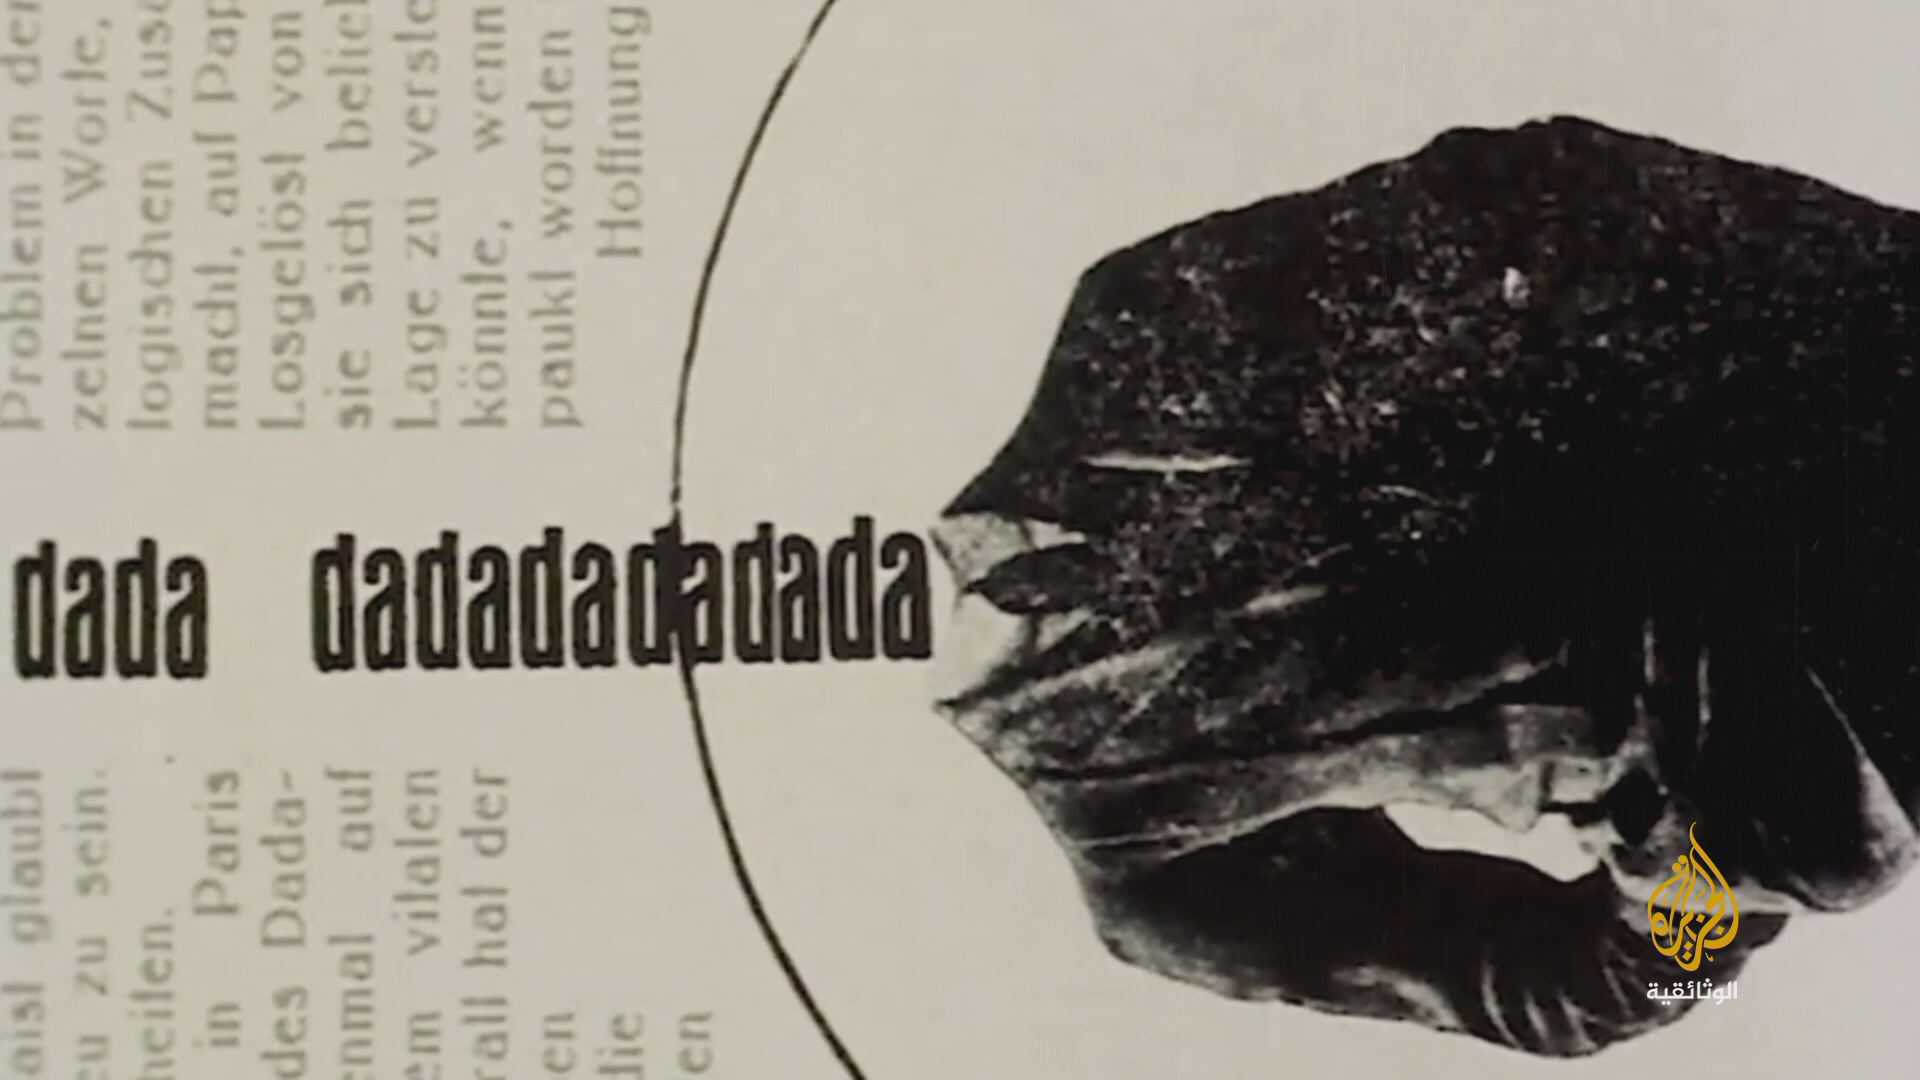 Problem in der
zelnen Worte,
logischen Zus
macht, auf Pap
Losgelöst von
sie sich belieb
Lage zu verste
könnte, wenn
paukt worden
Hoffnung
dada dadadadadada
aist glaubt
eu zu sein.
heilen.
in Paris
des Dada-
enmal auf
em vitalen
rall hat der
en
die
en
الجزيرة
الوثائقية